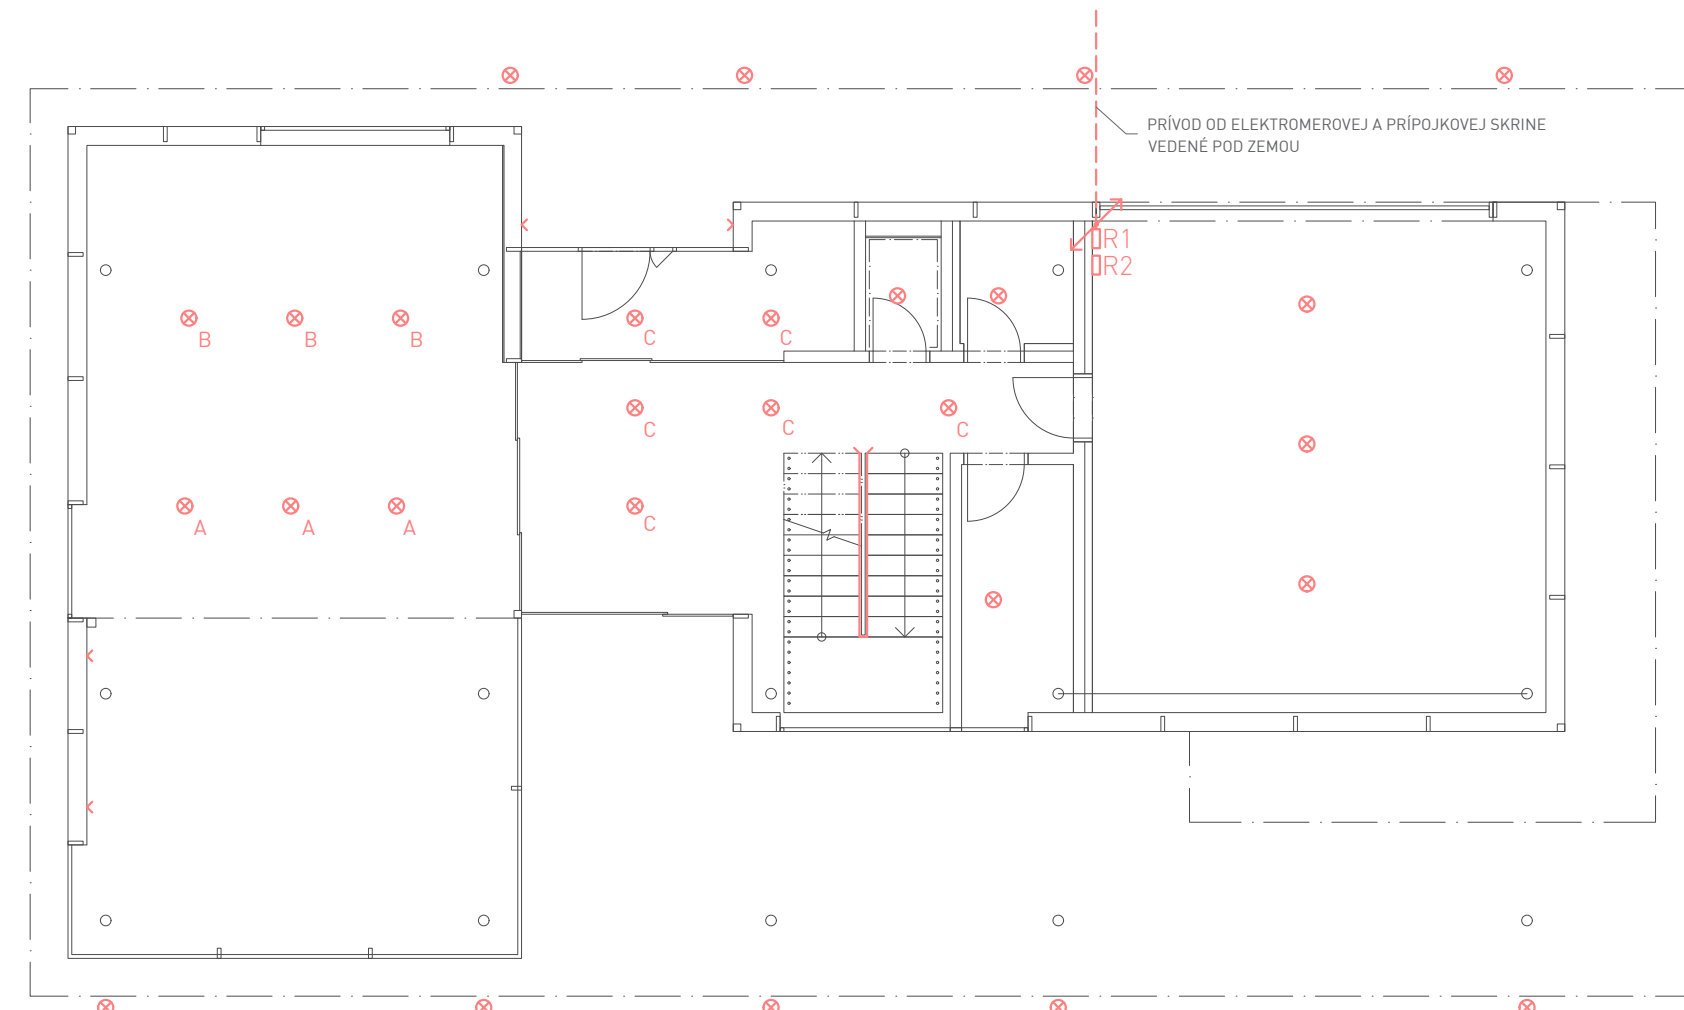 PRÍVOD OD ELEKTROMEROVEJ A PRÍPOJKOVEJ SKRINE
VEDENÉ POD ZEMOU
R1
R2
B B B C C
C C C
A A A C